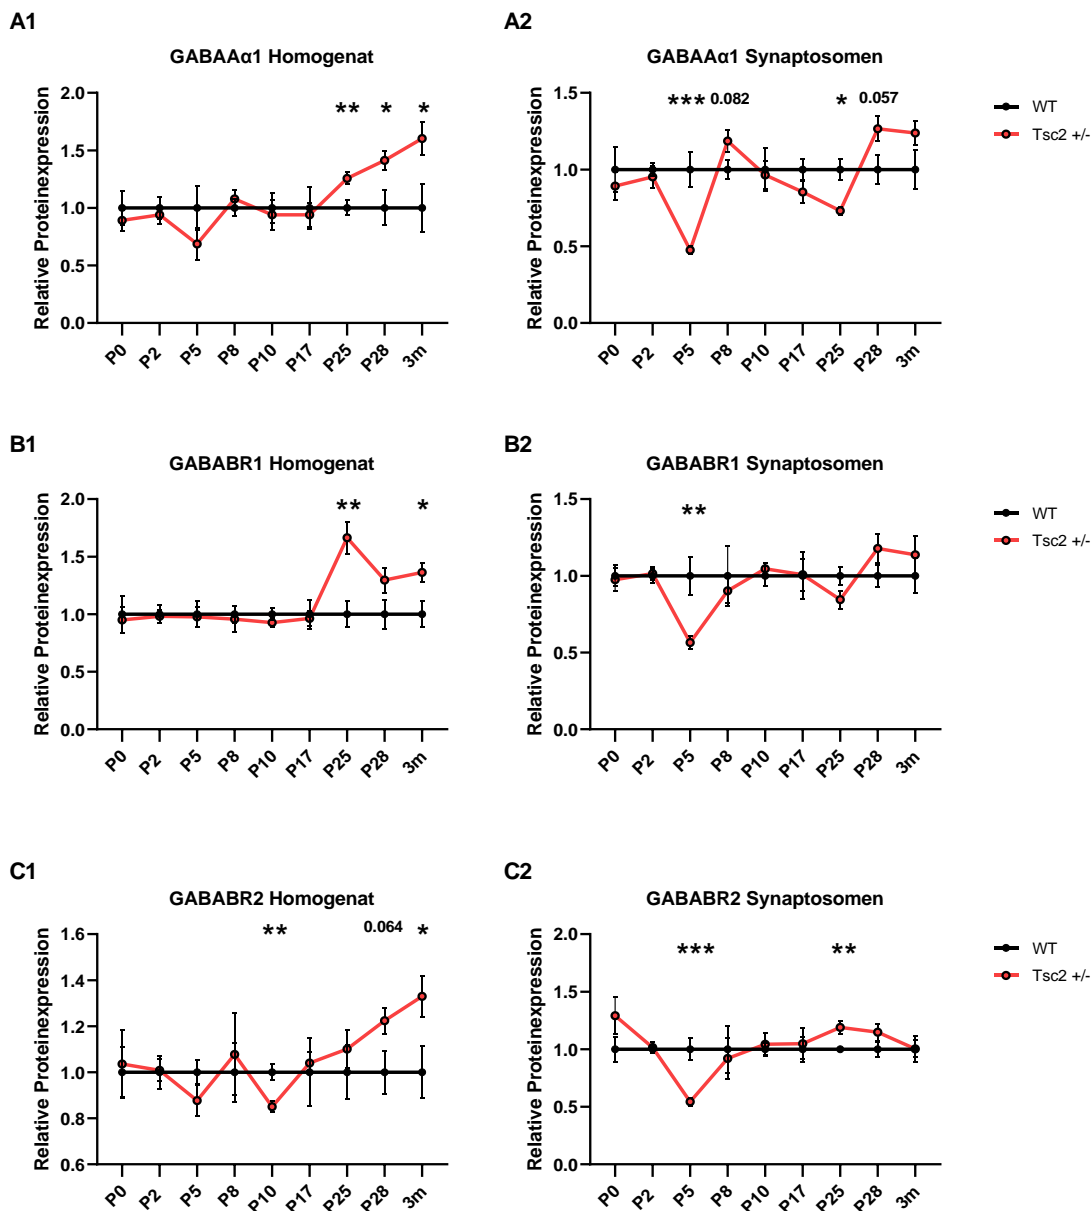 A1
GABAAα1 Homogenat
** * *
Relative Proteinexpression
2.0
1.5
1.0
0.5
0.0
P0 P2 P5 P8 P10 P17 P25 P28 3m
A2
GABAAα1 Synaptosomen
*** 0.082 * 0.057
Relative Proteinexpression
1.5
1.0
0.5
0.0
P0 P2 P5 P8 P10 P17 P25 P28 3m
WT
Tsc2 +/-
B1
GABABR1 Homogenat
** *
Relative Proteinexpression
2.0
1.5
1.0
0.5
0.0
P0 P2 P5 P8 P10 P17 P25 P28 3m
B2
GABABR1 Synaptosomen
**
Relative Proteinexpression
1.5
1.0
0.5
0.0
P0 P2 P5 P8 P10 P17 P25 P28 3m
WT
Tsc2 +/-
C1
GABABR2 Homogenat
** 0.064 *
Relative Proteinexpression
1.6
1.4
1.2
1.0
0.8
0.6
P0 P2 P5 P8 P10 P17 P25 P28 3m
C2
GABABR2 Synaptosomen
*** **
Relative Proteinexpression
2.0
1.5
1.0
0.5
0.0
P0 P2 P5 P8 P10 P17 P25 P28 3m
WT
Tsc2 +/-